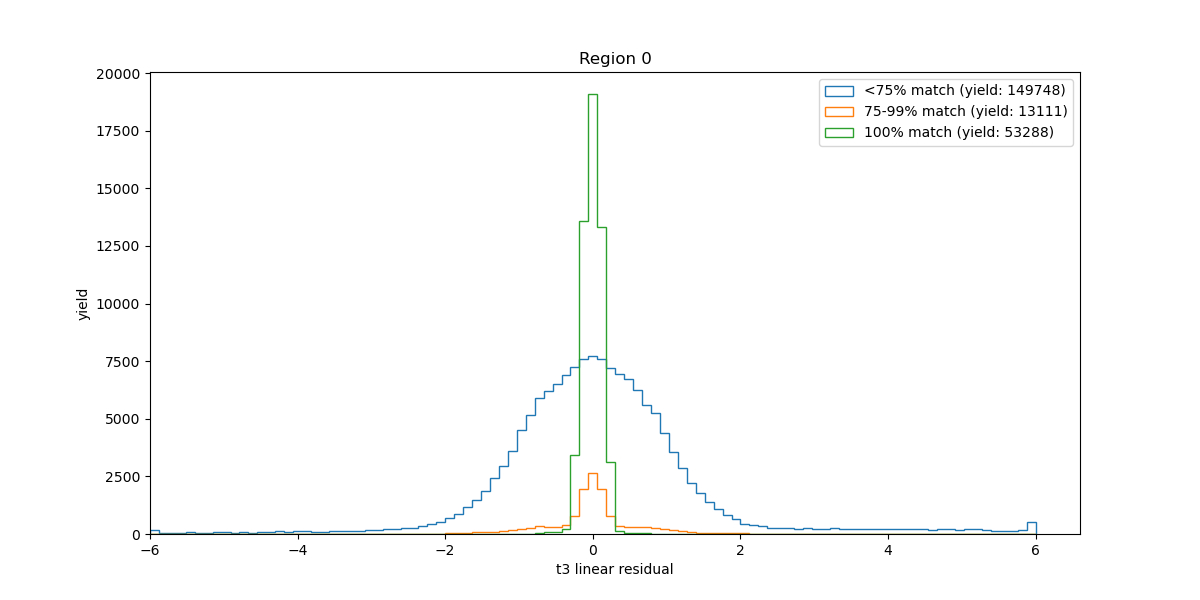 Region 0
<75% match (yield: 149748)
75-99% match (yield: 13111)
100% match (yield: 53288)
20000
17500
15000
12500
10000
7500
5000
2500
0
yield
−6 −4 −2 0 2 4 6
t3 linear residual